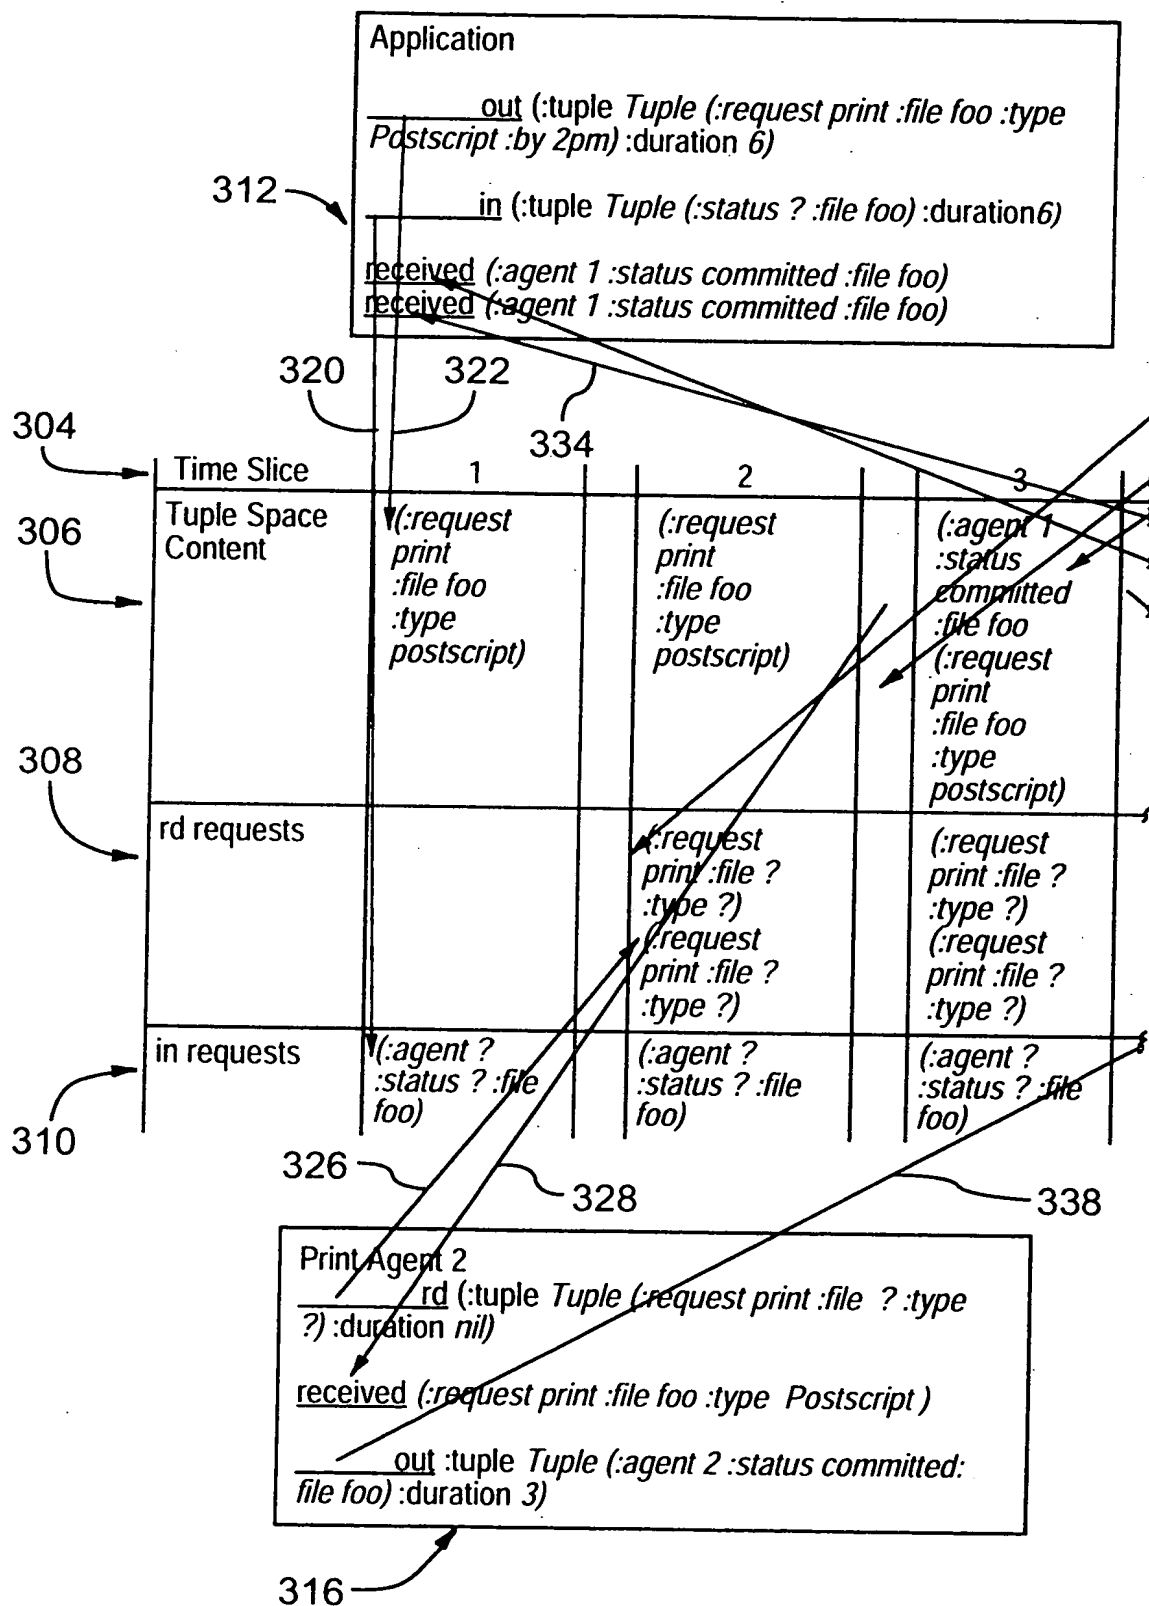 Application
out (:tuple Tuple (:request print :file foo :type
Postscript :by 2pm) :duration 6)
312
in (:tuple Tuple (:status ? :file foo) :duration6)
received (:agent 1 :status committed :file foo)
received (:agent 1 :status committed :file foo)
320
322
334
304
Time Slice
1
2
3
306
Tuple Space
Content
(:request
print
:file foo
:type
postscript)
(:request
print
:file foo
:type
postscript)
(:agent 1
:status
committed
:file foo
(:request
print
:file foo
:type
postscript)
308
rd requests
(:request
print :file ?
:type ?)
(:request
print :file ?
:type ?)
(:request
print :file ?
:type ?)
(:request
print :file ?
:type ?)
310
in requests
(:agent ?
:status ? :file
foo)
(:agent ?
:status ? :file
foo)
(:agent ?
:status ? :file
foo)
326
328
338
Print Agent 2
rd (:tuple Tuple (:request print :file ? :type
?) :duration nil)
received (:request print :file foo :type Postscript )
out :tuple Tuple (:agent 2 :status committed:
file foo) :duration 3)
316